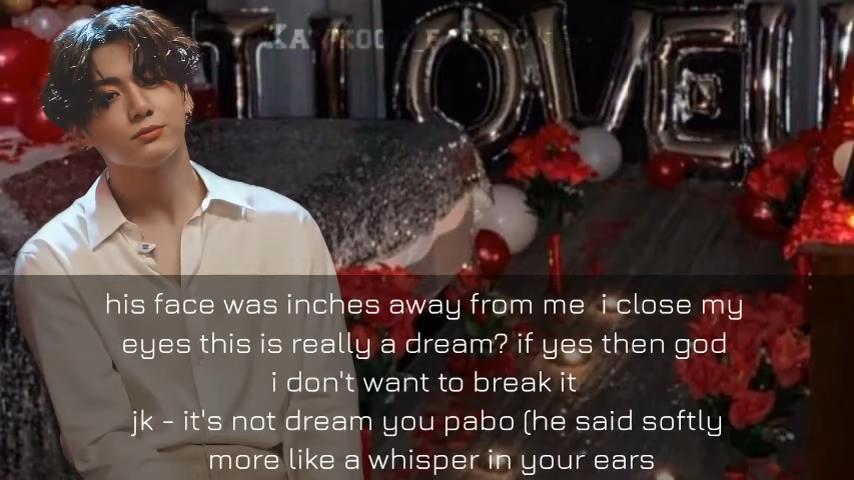 I LOVE
his face was inches away from me i close my
eyes this is really a dream? if yes then god
i don't want to break it
jk - it's not dream you pabo (he said softly
more like a whisper in your ears